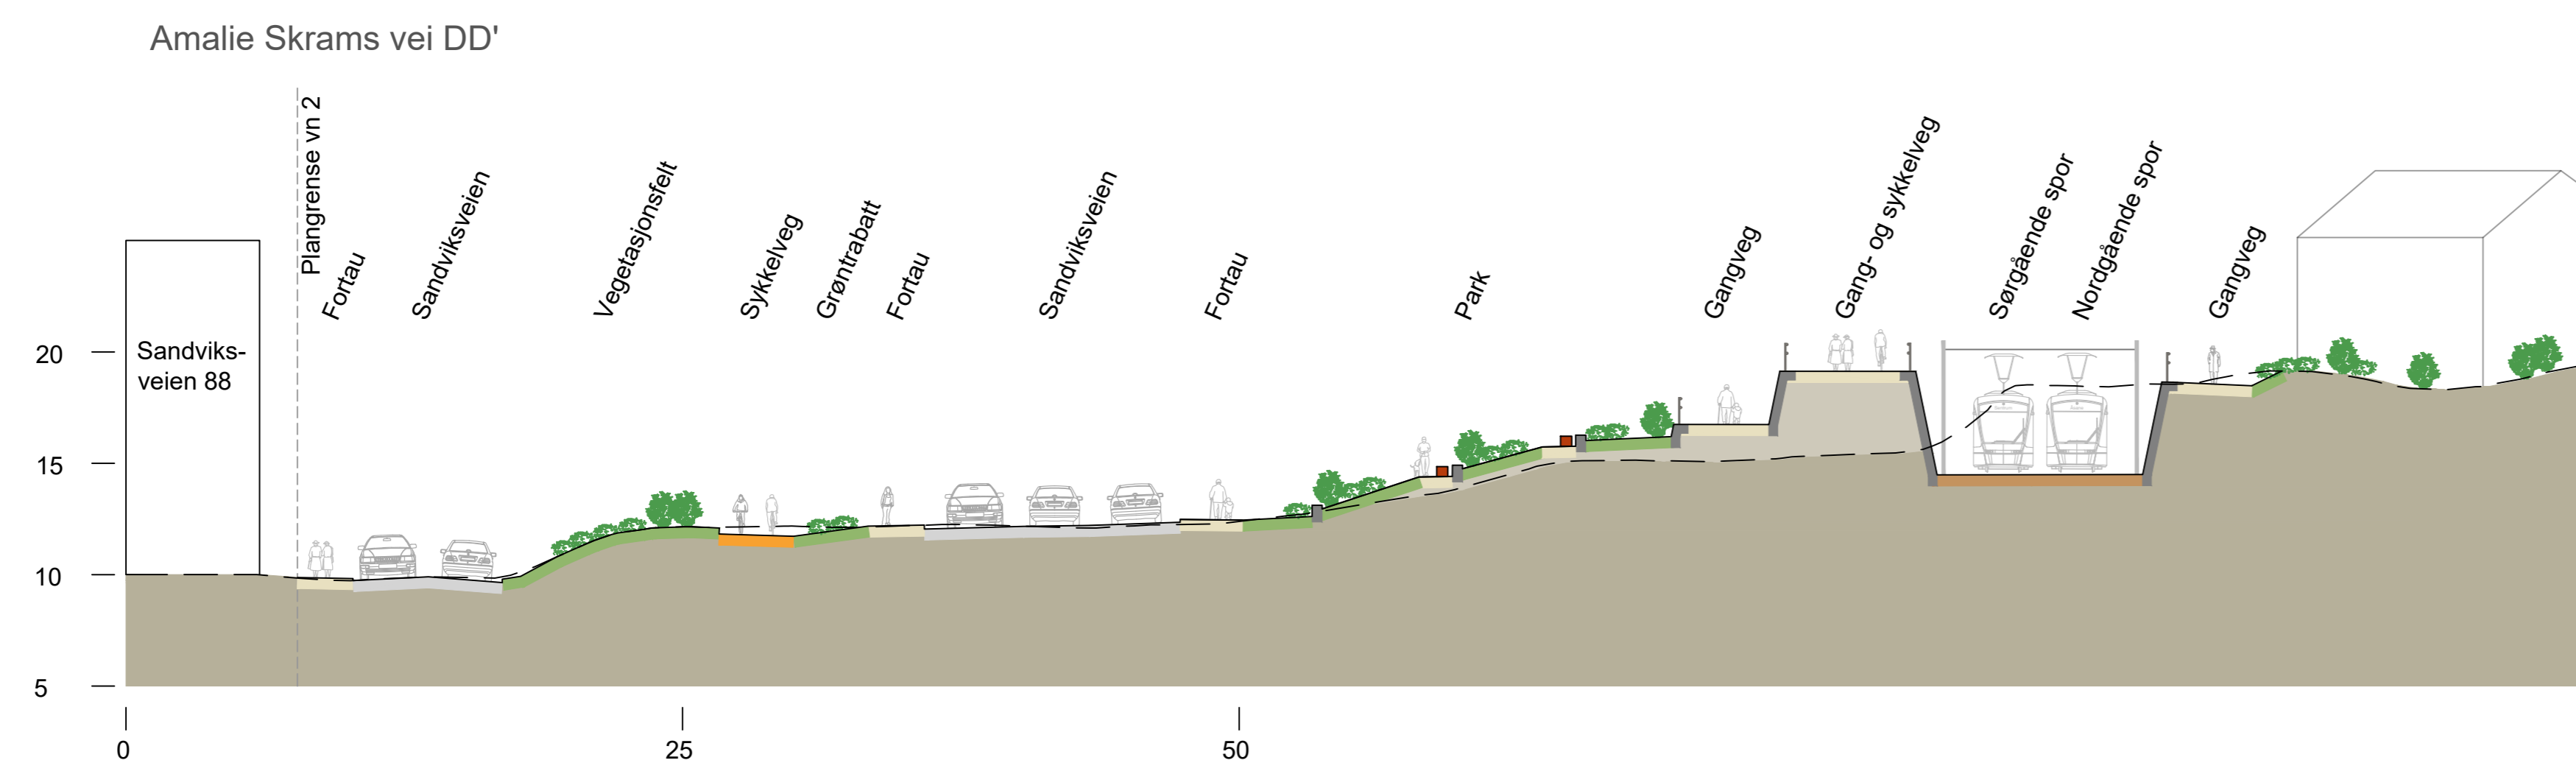 Amalie Skrams vei DD'
Plangrense vn 2
Fortau
Sandviksveien
Vegetasjonsfelt
Sykkelveg
Grøntrabatt
Fortau
Sandviksveien
Fortau
Park
Gangveg
Gang- og sykkelveg
Sørgående spor
Nordgående spor
Gangveg
Sandviks-
veien 88
20
15
10
5
0
25
50